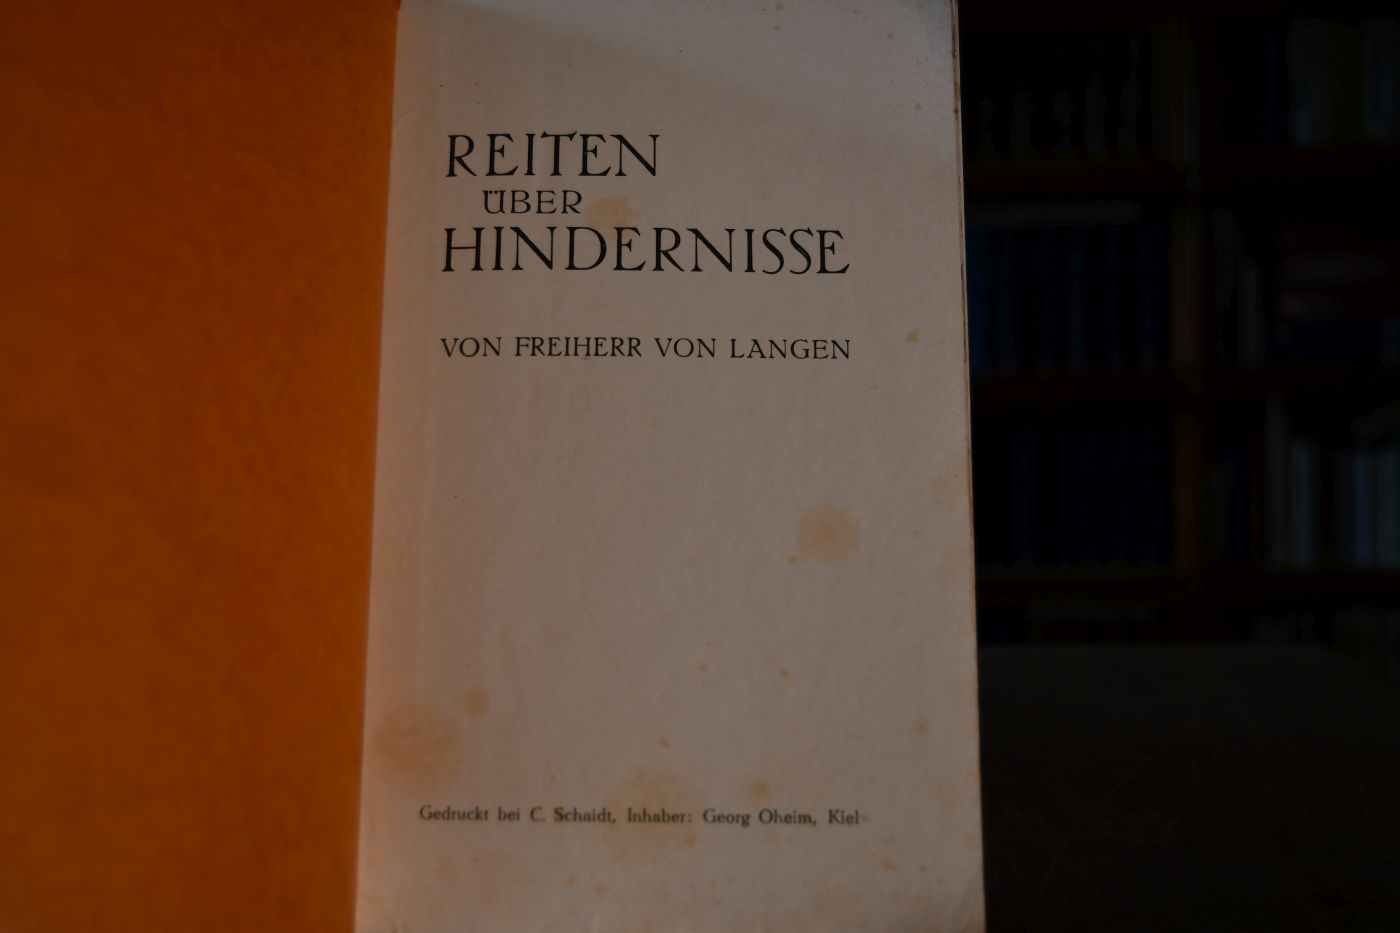 REITEN
ÜBER
HINDERNISSE
VON FREIHERR VON LANGEN
Gedruckt bei C. Schaidt, Inhaber: Georg Oheim, Kiel